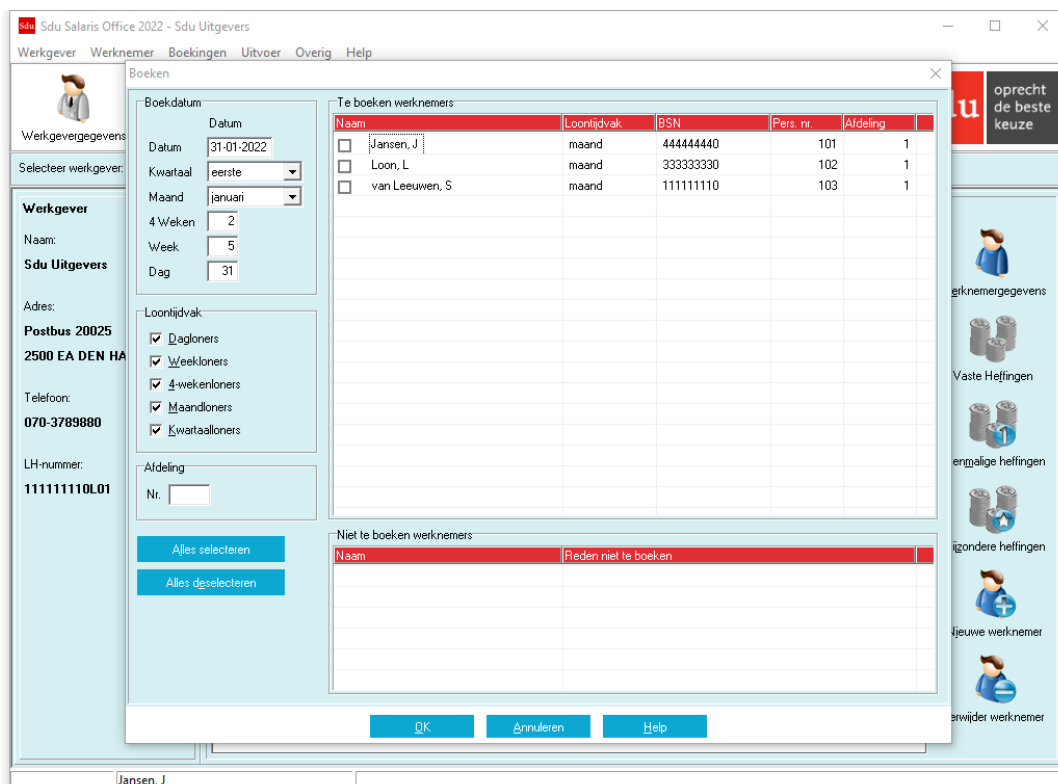 Sdu Sdu Salaris Office 2022 - Sdu Uitgevers
Werkgever Werknemer Boekingen Uitvoer Overig Help
Werkgevergegevens
oprecht
de beste
keuze
Selecteer werkgever:
Werkgever
Naam:
Sdu Uitgevers
Adres:
Postbus 20025
2500 EA DEN HA
Telefoon:
070-3789880
LH-nummer:
111111110L01
Boeken
Boekdatum
Datum
Datum 31-01-2022
Kwartaal eerste
Maand januari
4 Weken 2
Week 5
Dag 31
Loontijdvak
Dagloners
Weekloners
4-wekenloners
Maandloners
Kwartaalloners
Afdeling
Nr.
Alles selecteren
Alles deselecteren
Te boeken werknemers
Naam Loontijdvak BSN Pers. nr. Afdeling
Jansen, J maand 444444440 101 1
Loon, L maand 333333330 102 1
van Leeuwen, S maand 111111110 103 1
Niet te boeken werknemers
Naam Reden niet te boeken
OK Annuleren Help
erknemergegevens
Vaste Heffingen
enmalige heffingen
ijzondere heffingen
Nieuwe werknemer
erwijder werknemer
Jansen, J